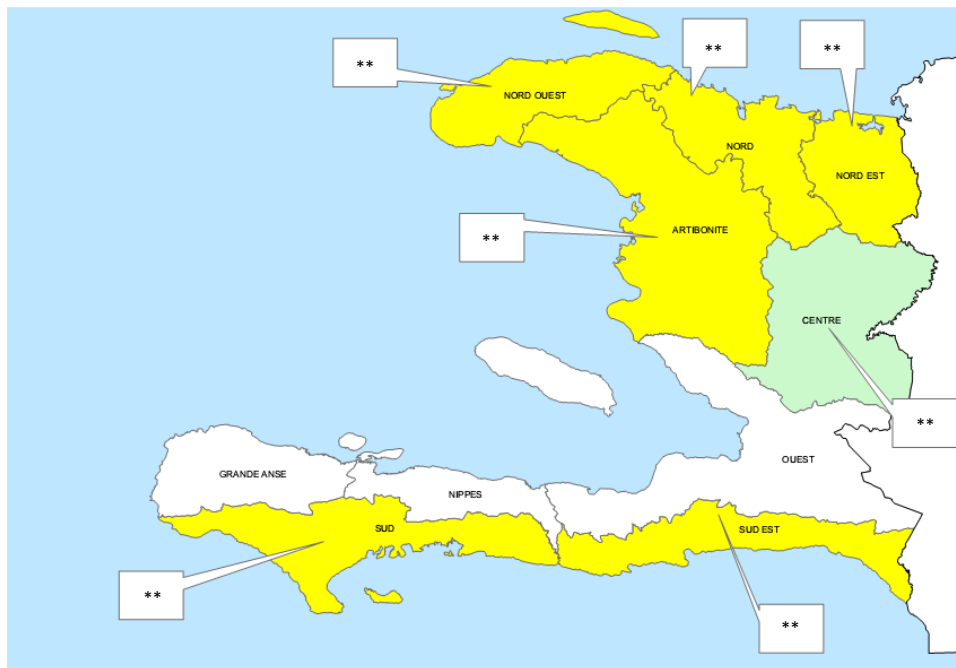 **
**
**
NORD OUEST
NORD
NORD EST
**
ARTIBONITE
CENTRE
**
OUEST
GRANDE ANSE
NIPPES
SUD
SUD EST
**
**